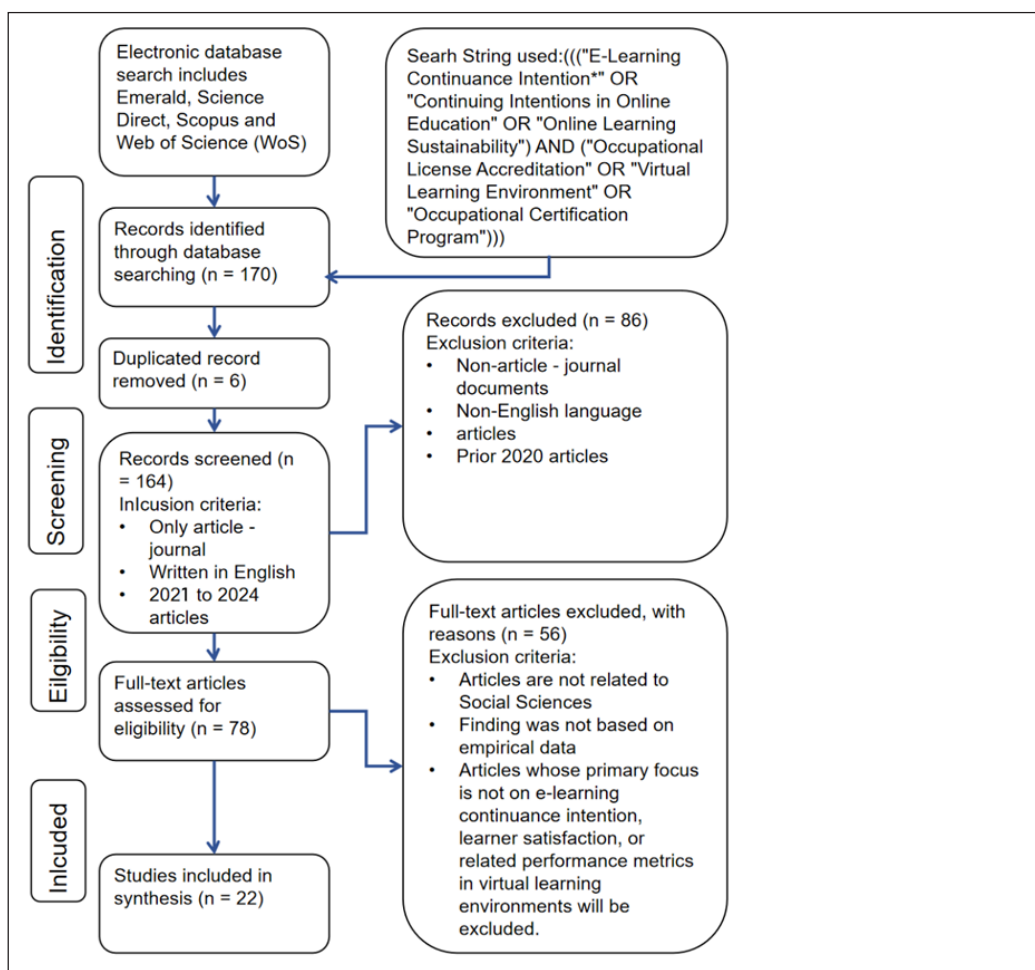 Electronic database
search includes
Emerald, Science
Direct, Scopus and
Web of Science (WoS)
Searh String used:((("E-Learning
Continuance Intention*" OR
"Continuing Intentions in Online
Education" OR "Online Learning
Sustainability") AND ("Occupational
License Accreditation" OR "Virtual
Learning Environment" OR
"Occupational Certification
Program")))
Identification
Records identified
through database
searching (n = 170)
Duplicated record
removed (n = 6)
Records excluded (n = 86)
Exclusion criteria:
• Non-article - journal
documents
• Non-English language
• articles
• Prior 2020 articles
Screening
Records screened (n
= 164)
Inlcusion criteria:
• Only article -
journal
• Written in English
• 2021 to 2024
articles
Eilgibility
Full-text articles
assessed for
eligibility (n = 78)
Full-text articles excluded, with
reasons (n = 56)
Exclusion criteria:
• Articles are not related to
Social Sciences
• Finding was not based on
empirical data
• Articles whose primary focus
is not on e-learning
continuance intention,
learner satisfaction, or
related performance metrics
in virtual learning
environments will be
excluded.
Inlcuded
Studies included in
synthesis (n = 22)